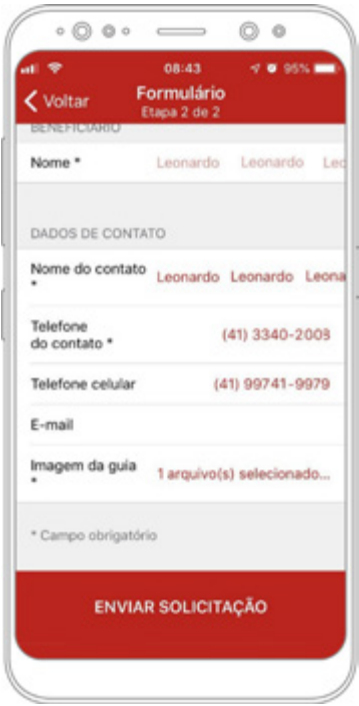 08:43
95%
Voltar
Formulário
Etapa 2 de 2
BENEFICIÁRIO
Nome * Leonardo Leonardo Leo
DADOS DE CONTATO
Nome do contato
* Leonardo Leonardo Leona
Telefone
do contato * (41) 3340-2008
Telefone celular (41) 99741-9979
E-mail
Imagem da guia
* 1 arquivo(s) selecionado...
* Campo obrigatório
ENVIAR SOLICITAÇÃO